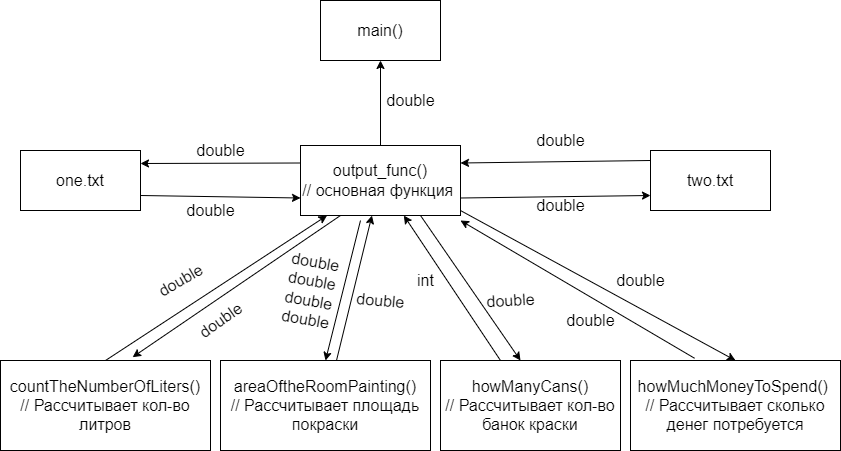 main()
double
double
double
one.txt
output_func()
// основная функция
two.txt
double
double
double
double
double
double
double
double
double
int
double
double
double
countTheNumberOfLiters()
// Рассчитывает кол-во
литров
areaOftheRoomPainting()
// Рассчитывает площадь
покраски
howManyCans()
// Рассчитывает кол-во
банок краски
howMuchMoneyToSpend()
// Рассчитывает сколько
денег потребуется